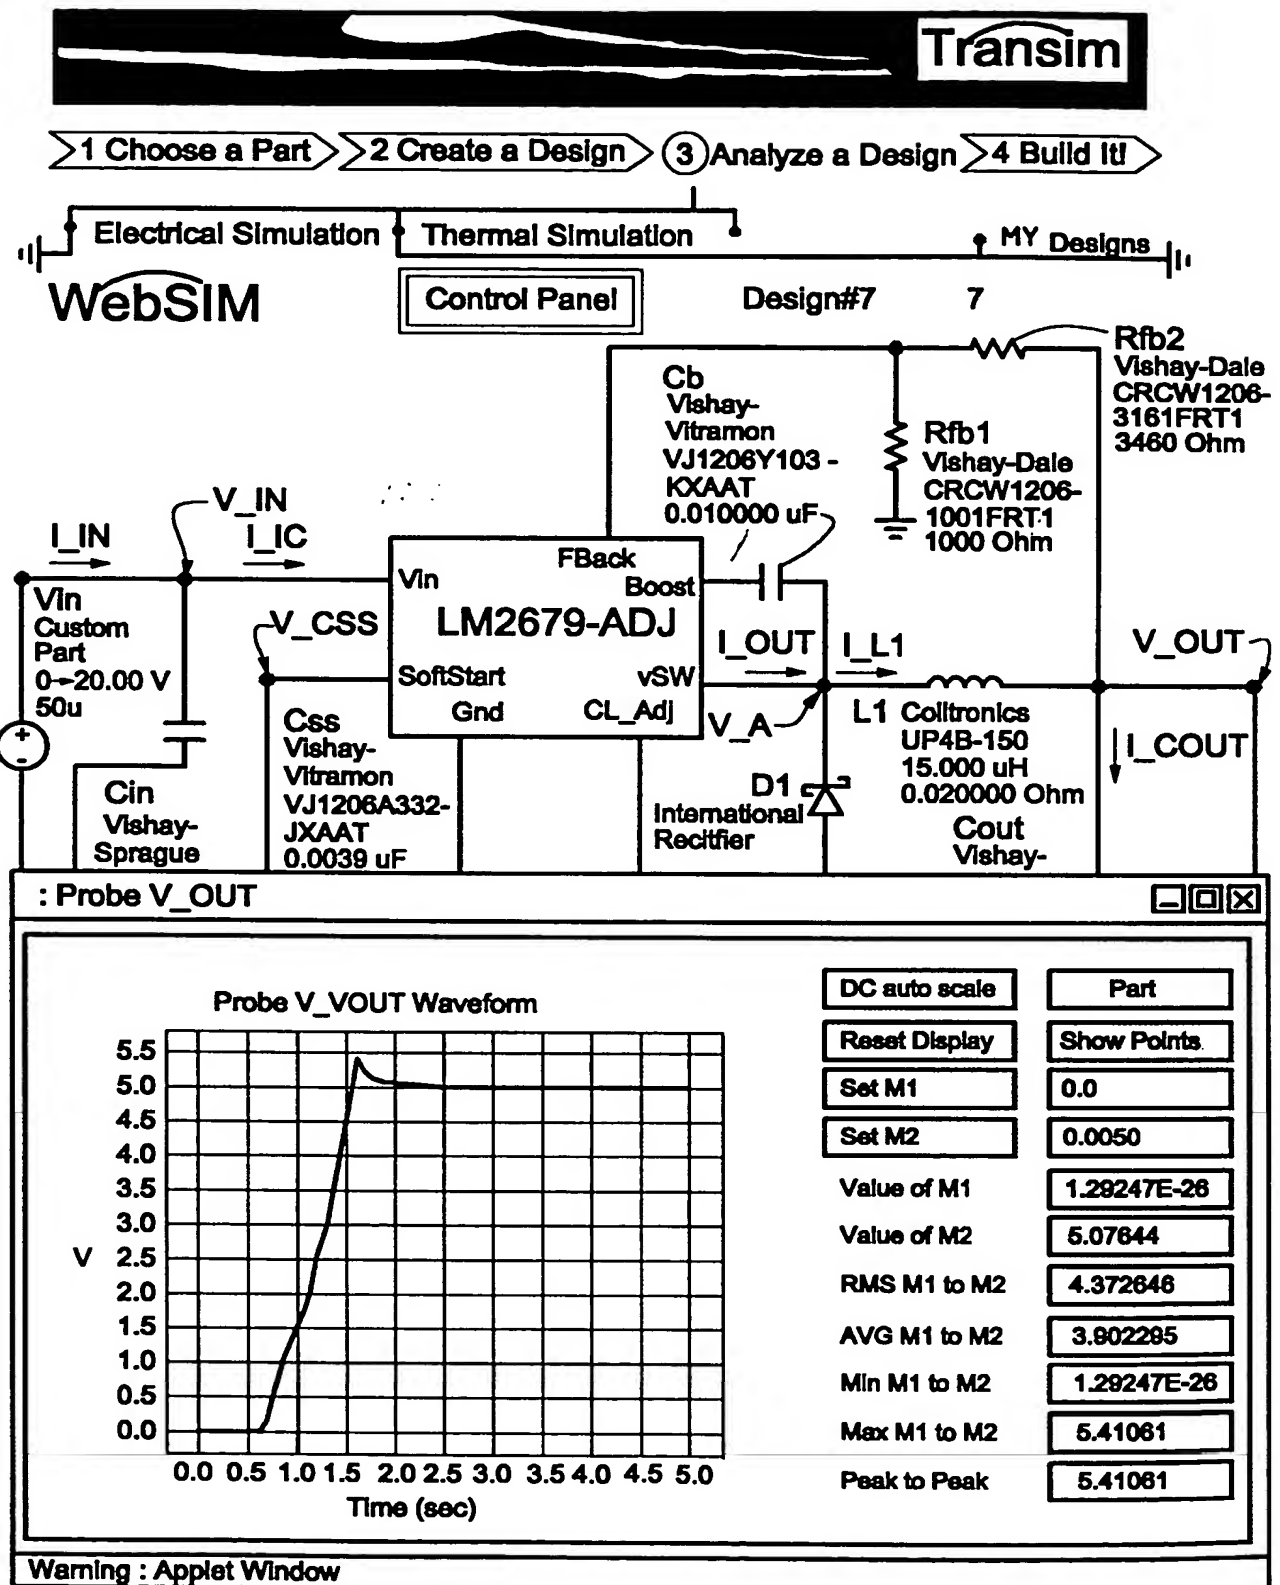 Transim
1 Choose a Part
2 Create a Design
3 Analyze a Design
4 Build It!
Electrical Simulation
Thermal Simulation
MY Designs
WebSIM
Control Panel
Design#7
7
Rfb2
Vishay-Dale
CRCW1206-
3161FRT1
3460 Ohm
Cb
Vishay-
Vitramon
VJ1206Y103 -
KXAAT
0.010000 uF
Rfb1
Vishay-Dale
CRCW1206-
1001FRT1
1000 Ohm
V_IN
I_IN
I_IC
Vin
Custom
Part
0→20.00 V
50u
+
-
V_CSS
Vin
FBack
Boost
LM2679-ADJ
SoftStart
vSW
Gnd
CL_Adj
I_OUT
I_L1
V_OUT
V_A
L1 Colltronics
UP4B-150
15.000 uH
0.020000 Ohm
I_COUT
Css
Vishay-
Vitramon
VJ1206A332-
JXAAT
0.0039 uF
Cin
Vishay-
Sprague
D1
International
Rectifier
Cout
Vishay-
: Probe V_OUT
Probe V_VOUT Waveform
5.5
5.0
4.5
4.0
3.5
3.0
V 2.5
2.0
1.5
1.0
0.5
0.0
0.0 0.5 1.0 1.5 2.0 2.5 3.0 3.5 4.0 4.5 5.0
Time (sec)
DC auto scale Part
Reset Display Show Points
Set M1 0.0
Set M2 0.0050
Value of M1 1.29247E-26
Value of M2 5.07644
RMS M1 to M2 4.372646
AVG M1 to M2 3.902295
Min M1 to M2 1.29247E-26
Max M1 to M2 5.41061
Peak to Peak 5.41061
Warning : Applet Window